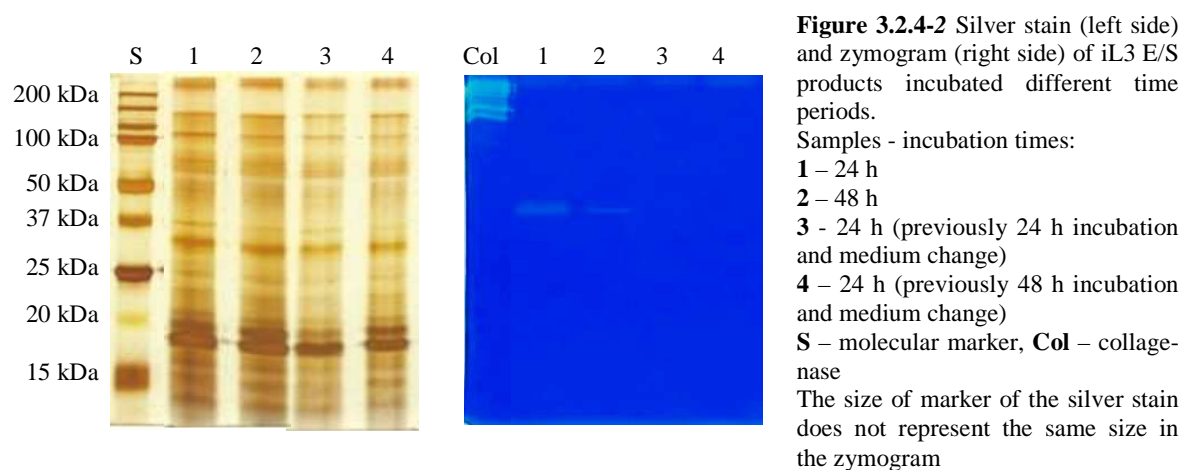 S 1 2 3 4
200 kDa
100 kDa
50 kDa
37 kDa
25 kDa
20 kDa
15 kDa
Col 1 2 3 4
Figure 3.2.4-2 Silver stain (left side)
and zymogram (right side) of iL3 E/S
products incubated different time
periods.
Samples - incubation times:
1 – 24 h
2 – 48 h
3 - 24 h (previously 24 h incubation
and medium change)
4 – 24 h (previously 48 h incubation
and medium change)
S – molecular marker, Col – collage-
nase
The size of marker of the silver stain
does not represent the same size in
the zymogram